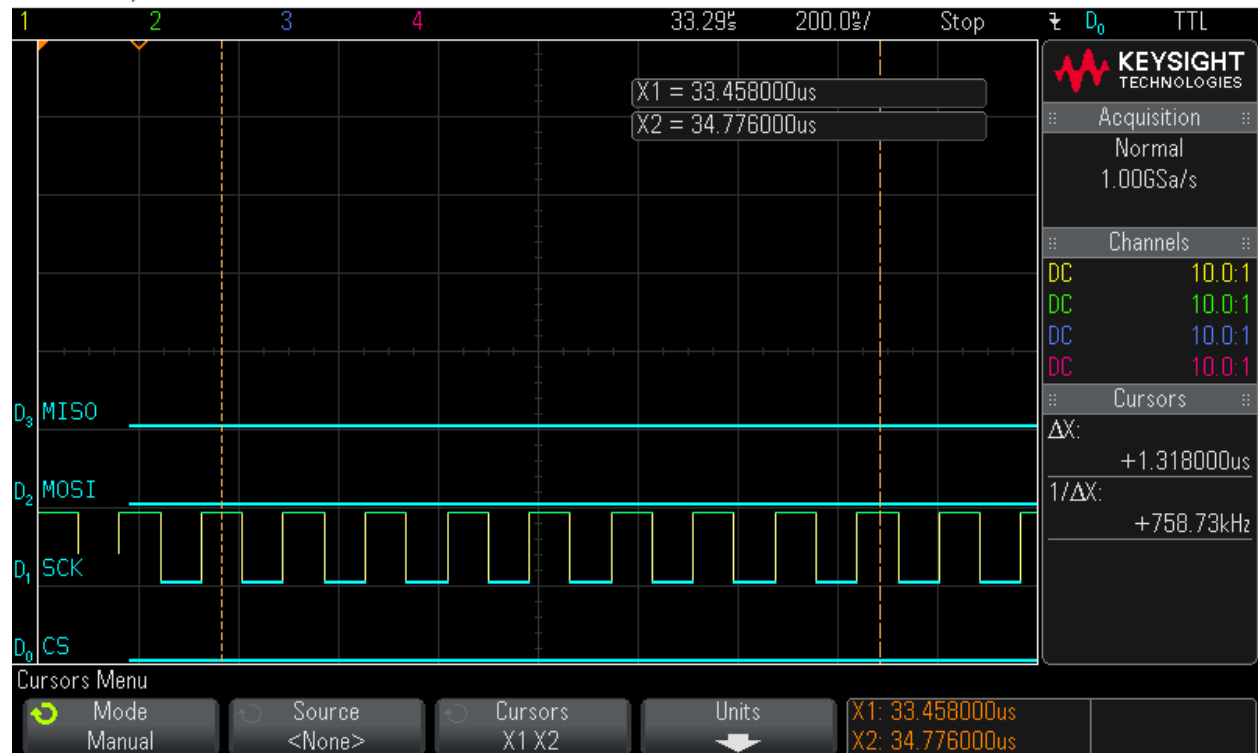 1 2 3 4 33.29µs 200.0ns/ Stop D0 TTL
KEYSIGHT
TECHNOLOGIES
X1 = 33.458000us
X2 = 34.776000us
Acquisition
Normal
1.00GSa/s
Channels
DC 10.0:1
DC 10.0:1
DC 10.0:1
DC 10.0:1
Cursors
ΔX:
+1.318000us
1/ΔX:
+758.73kHz
D3 MISO
D2 MOSI
D1 SCK
D0 CS
Cursors Menu
Mode
Manual
Source
<None>
Cursors
X1 X2
Units
X1: 33.458000us
X2: 34.776000us